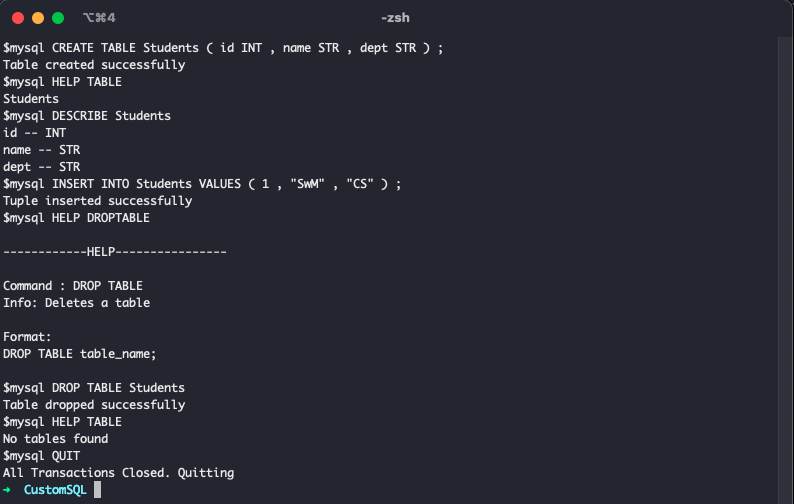 ⌥⌘4
-zsh
$mysql CREATE TABLE Students ( id INT , name STR , dept STR ) ;
Table created successfully
$mysql HELP TABLE
Students
$mysql DESCRIBE Students
id -- INT
name -- STR
dept -- STR
$mysql INSERT INTO Students VALUES ( 1 , "SwM" , "CS" ) ;
Tuple inserted successfully
$mysql HELP DROPTABLE
------------HELP----------------
Command : DROP TABLE
Info: Deletes a table
Format:
DROP TABLE table_name;
$mysql DROP TABLE Students
Table dropped successfully
$mysql HELP TABLE
No tables found
$mysql QUIT
All Transactions Closed. Quitting
➜ CustomSQL